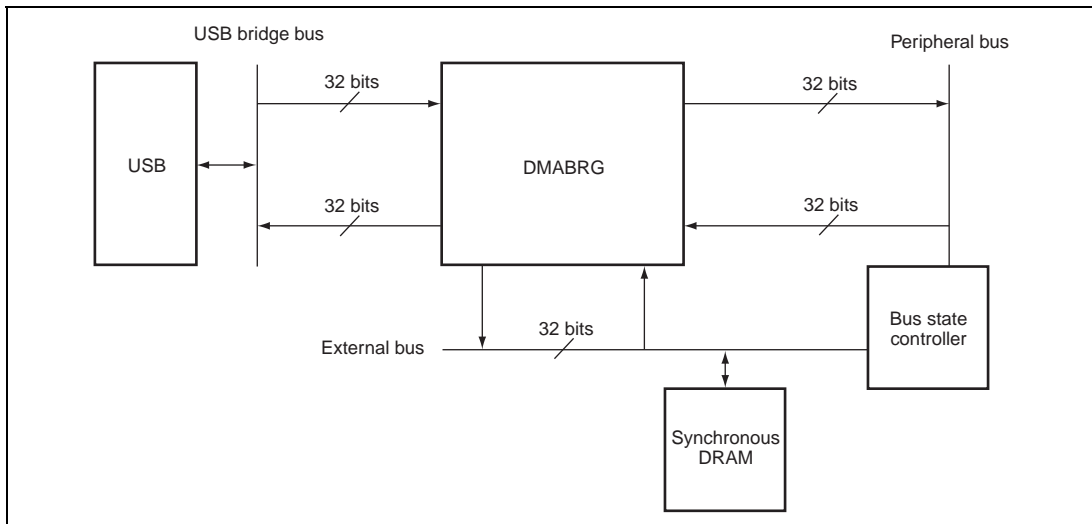 USB bridge bus
Peripheral bus
32 bits
32 bits
USB
DMABRG
32 bits
32 bits
External bus
32 bits
Bus state
controller
Synchronous
DRAM